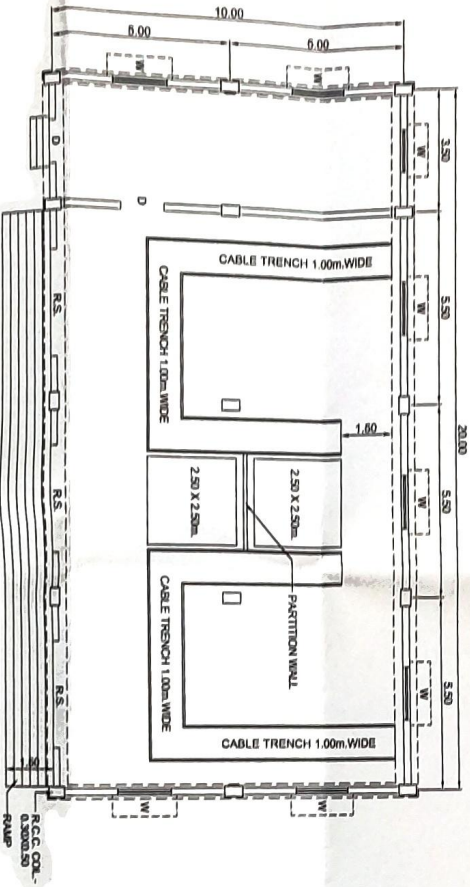 10.00
5.00
5.00
W
W
3.50
5.50
20.00
5.50
5.50
W
W
W
W
D
D
CABLE TRENCH 1.00m.WIDE
CABLE TRENCH 1.00m.WIDE
1.50
2.50 X 2.50m.
2.50 X 2.50m.
PARTITION WALL
CABLE TRENCH 1.00m.WIDE
CABLE TRENCH 1.00m.WIDE
R.S.
R.S.
R.S.
W
W
1.50
R.C.C. COL.-
0.30X0.50
RAMP